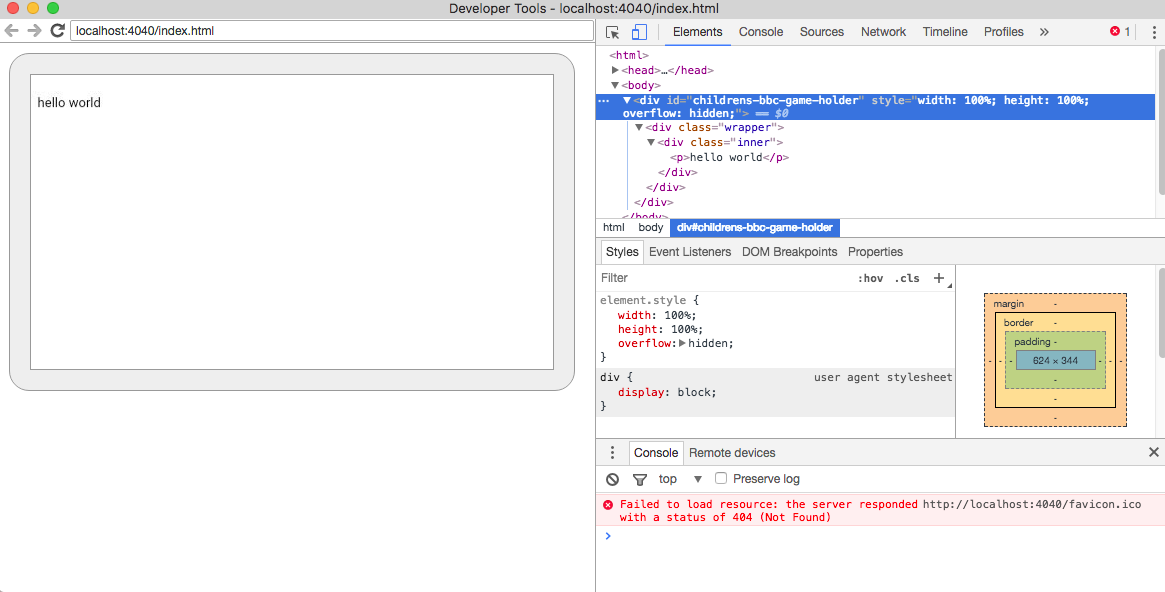 Developer Tools - localhost:4040/index.html
localhost:4040/index.html
hello world
Elements Console Sources Network Timeline Profiles » 1
<html>
▶<head>…</head>
▼<body>
••• ▼<div id="childrens-bbc-game-holder" style="width: 100%; height: 100%;
overflow: hidden;"> == $0
▼<div class="wrapper">
▼<div class="inner">
<p>hello world</p>
</div>
</div>
</div>
</body>
html body div#childrens-bbc-game-holder
Styles Event Listeners DOM Breakpoints Properties
Filter :hov .cls +
element.style {
width: 100%;
height: 100%;
overflow:▶hidden;
}
div { user agent stylesheet
display: block;
}
margin -
border -
padding -
- - - 624 × 344 - - -
-
-
-
Console Remote devices
top ▼ Preserve log
Failed to load resource: the server responded http://localhost:4040/favicon.ico
with a status of 404 (Not Found)
>